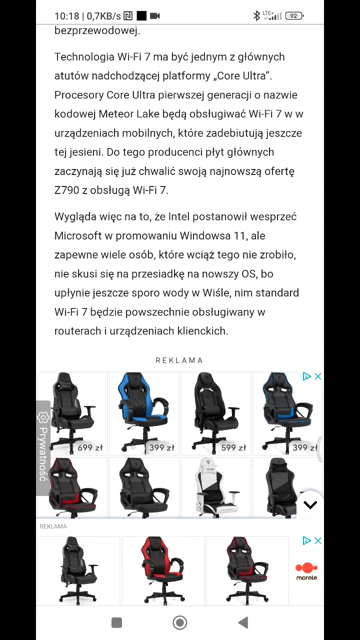 10:18 | 0,7KB/s
LTE
92
bezprzewodowej.
Technologia Wi-Fi 7 ma być jednym z głównych
atutów nadchodzącej platformy „Core Ultra”.
Procesory Core Ultra pierwszej generacji o nazwie
kodowej Meteor Lake będą obsługiwać Wi-Fi 7 w w
urządzeniach mobilnych, które zadebiutują jeszcze
tej jesieni. Do tego producenci płyt głównych
zaczynają się już chwalić swoją najnowszą ofertę
Z790 z obsługą Wi-Fi 7.
Wygląda więc na to, że Intel postanowił wesprzeć
Microsoft w promowaniu Windowsa 11, ale
zapewne wiele osób, które wciąż tego nie zrobiło,
nie skusi się na przesiadkę na nowszy OS, bo
upłynie jeszcze sporo wody w Wiśle, nim standard
Wi-Fi 7 będzie powszechnie obsługiwany w
routerach i urządzeniach klienckich.
REKLAMA
699 zł
399 zł
599 zł
399 zł
Prywatność
REKLAMA
morele